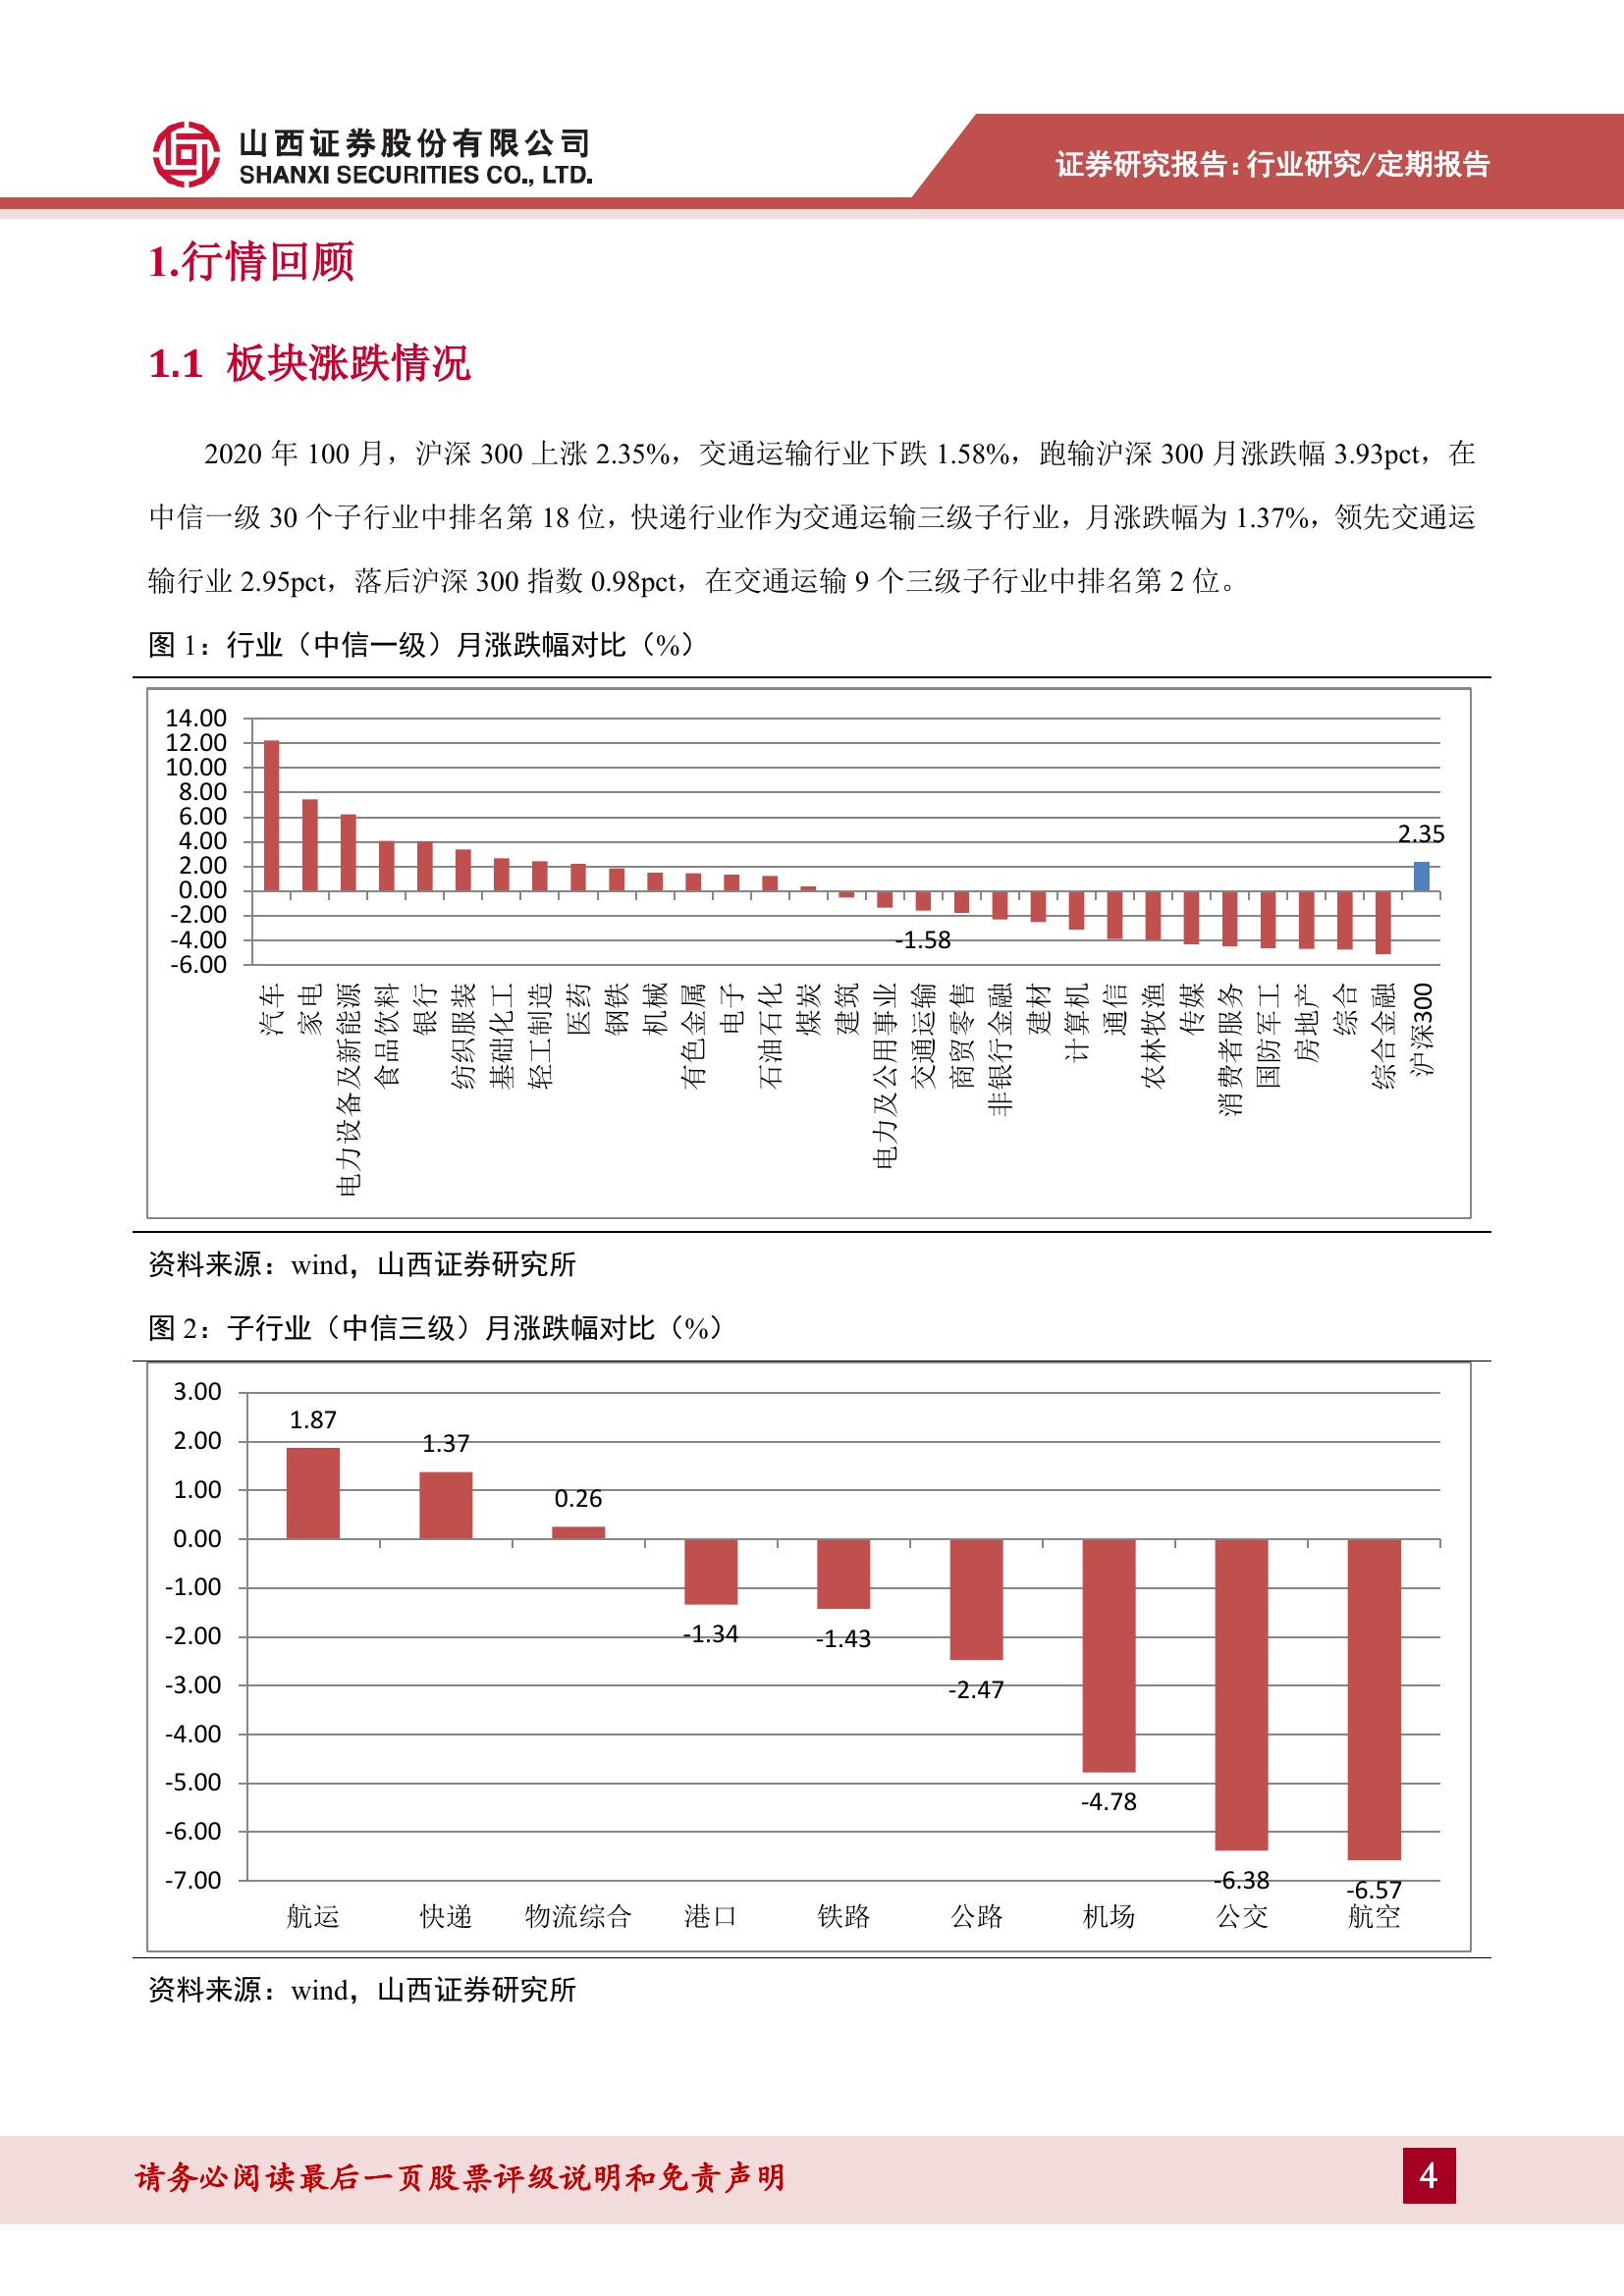 山西证券股份有限公司
SHANXI SECURITIES CO., LTD.
证券研究报告：行业研究/定期报告
1.行情回顾
1.1 板块涨跌情况
2020 年 100 月，沪深 300 上涨 2.35%，交通运输行业下跌 1.58%，跑输沪深 300 月涨跌幅 3.93pct，在
中信一级 30 个子行业中排名第 18 位，快递行业作为交通运输三级子行业，月涨跌幅为 1.37%，领先交通运
输行业 2.95pct，落后沪深 300 指数 0.98pct，在交通运输 9 个三级子行业中排名第 2 位。
图 1：行业（中信一级）月涨跌幅对比（%）
14.00
12.00
10.00
8.00
6.00
4.00
2.00
0.00
-2.00
-4.00
-6.00
2.35
-1.58
汽车
家电
电力设备及新能源
食品饮料
银行
纺织服装
基础化工
轻工制造
医药
钢铁
机械
有色金属
电子
石油石化
煤炭
建筑
电力及公用事业
交通运输
商贸零售
非银行金融
建材
计算机
通信
农林牧渔
传媒
消费者服务
国防军工
房地产
综合
综合金融
沪深300
资料来源：wind，山西证券研究所
图 2：子行业（中信三级）月涨跌幅对比（%）
3.00
2.00
1.00
0.00
-1.00
-2.00
-3.00
-4.00
-5.00
-6.00
-7.00
1.87
1.37
0.26
-1.34
-1.43
-2.47
-4.78
-6.38
-6.57
航运
快递
物流综合
港口
铁路
公路
机场
公交
航空
资料来源：wind，山西证券研究所
请务必阅读最后一页股票评级说明和免责声明
4